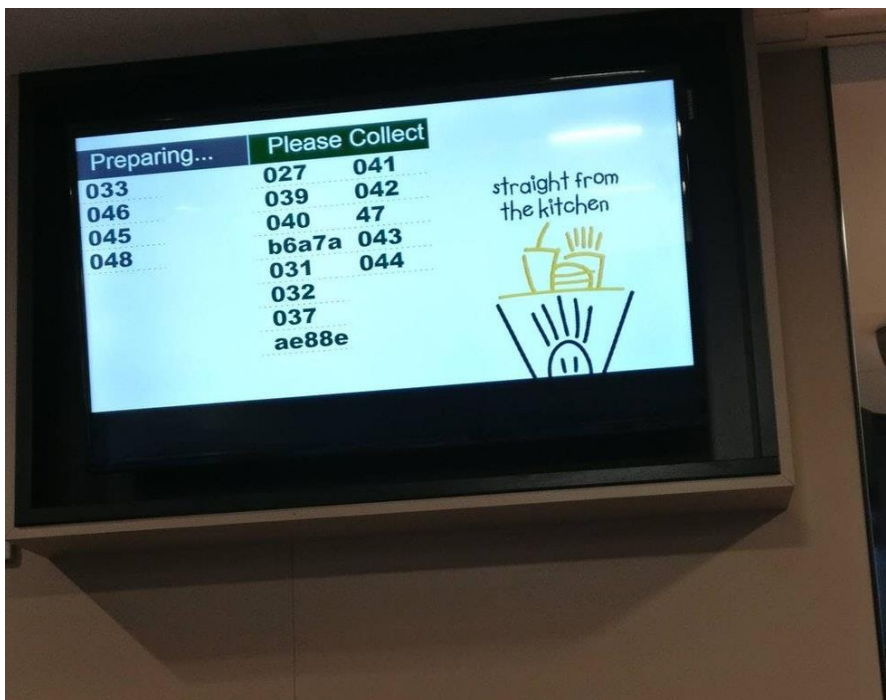 Preparing...
033
046
045
048
Please Collect
027 041
039 042
040 47
b6a7a 043
031 044
032
037
ae88e
straight from
the kitchen